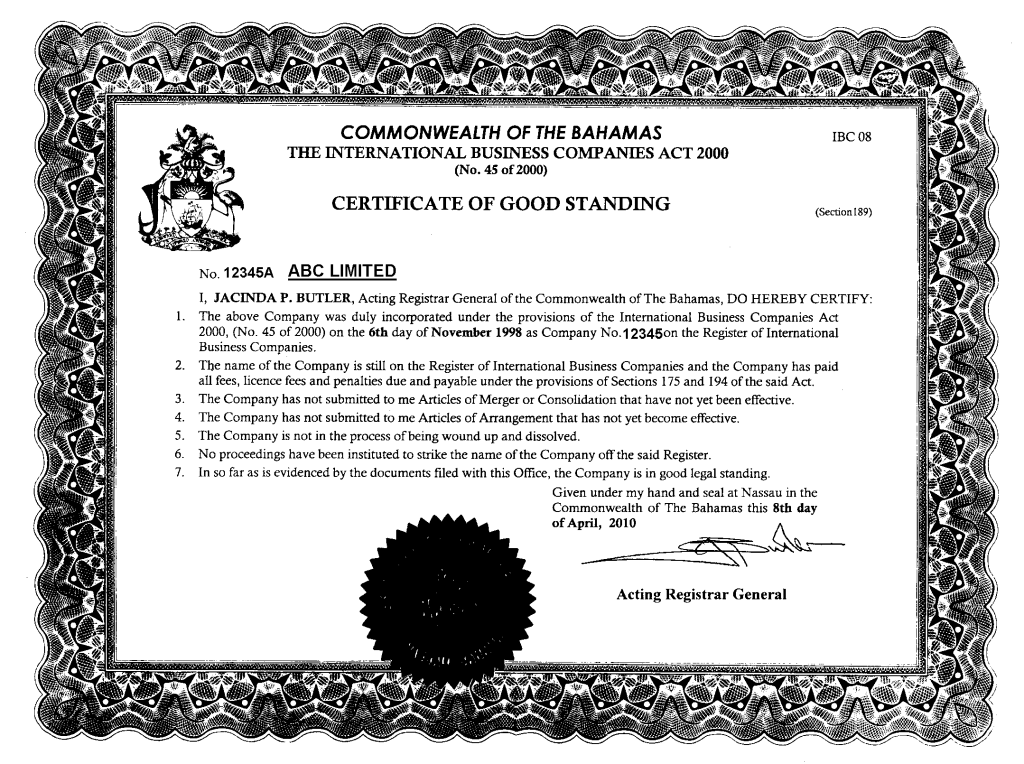 COMMONWEALTH OF THE BAHAMAS
IBC 08
THE INTERNATIONAL BUSINESS COMPANIES ACT 2000
(No. 45 of 2000)
CERTIFICATE OF GOOD STANDING
(Section189)
No. 12345A ABC LIMITED
I, JACINDA P. BUTLER, Acting Registrar General of the Commonwealth of The Bahamas, DO HEREBY CERTIFY:
1. The above Company was duly incorporated under the provisions of the International Business Companies Act
2000, (No. 45 of 2000) on the 6th day of November 1998 as Company No.12345on the Register of International
Business Companies.
2. The name of the Company is still on the Register of International Business Companies and the Company has paid
all fees, licence fees and penalties due and payable under the provisions of Sections 175 and 194 of the said Act.
3. The Company has not submitted to me Articles of Merger or Consolidation that have not yet been effective.
4. The Company has not submitted to me Articles of Arrangement that has not yet become effective.
5. The Company is not in the process of being wound up and dissolved.
6. No proceedings have been instituted to strike the name of the Company off the said Register.
7. In so far as is evidenced by the documents filed with this Office, the Company is in good legal standing.
Given under my hand and seal at Nassau in the
Commonwealth of The Bahamas this 8th day
of April, 2010
Acting Registrar General